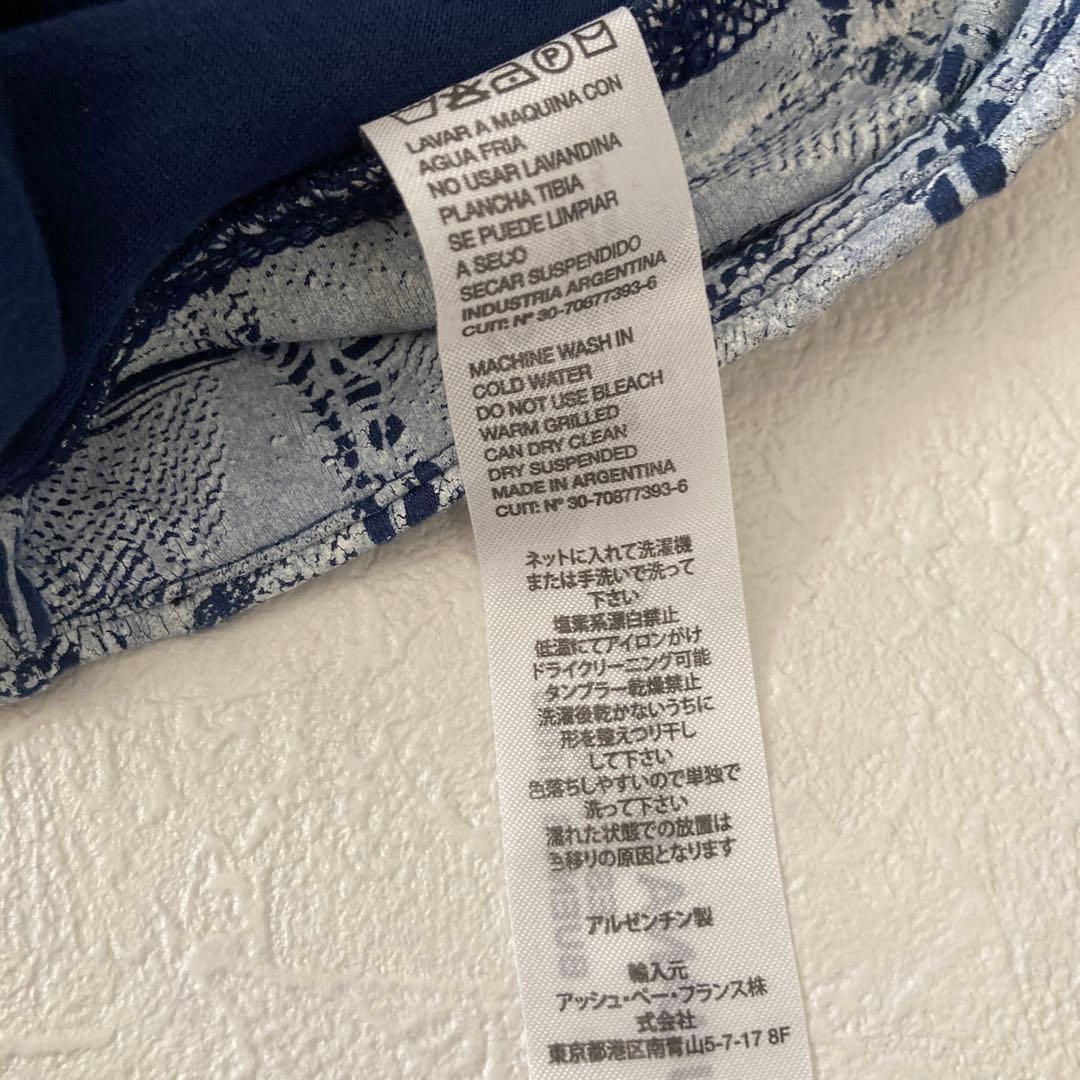 LAVAR A MAQUINA CON
AGUA FRIA
NO USAR LAVANDINA
PLANCHA TIBIA
SE PUEDE LIMPIAR
A SECO
SECAR SUSPENDIDO
INDUSTRIA ARGENTINA
CUIT: Nº 30-70877393-6
MACHINE WASH IN
COLD WATER
DO NOT USE BLEACH
WARM GRILLED
CAN DRY CLEAN
DRY SUSPENDED
MADE IN ARGENTINA
CUIT: Nº 30-70877393-6
ネットに入れて洗濯機
または手洗いで洗って
下さい
塩素系漂白禁止
低温にてアイロンがけ
ドライクリーニング可能
タンブラー乾燥禁止
洗濯後乾かないうちに
形を整えつり干し
して下さい
色落ちしやすいので単独で
洗って下さい
濡れた状態での放置は
色移りの原因となります
アルゼンチン製
輸入元
アッシュ・ペー・フランス株
式会社
東京都港区南青山5-7-17 8F